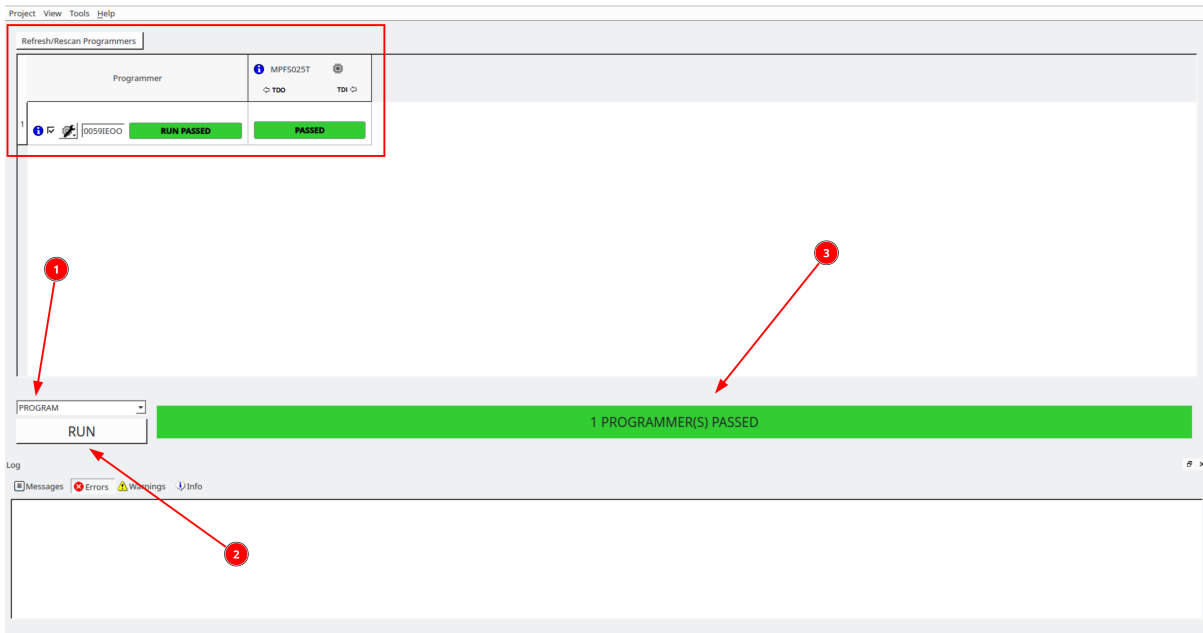 Project View Tools Help
Refresh/Rescan Programmers
Programmer
MPFS025T
TDO TDI
1
0059IEOO RUN PASSED PASSED
1
3
PROGRAM
RUN
1 PROGRAMMER(S) PASSED
Log
Messages Errors Warnings Info
2